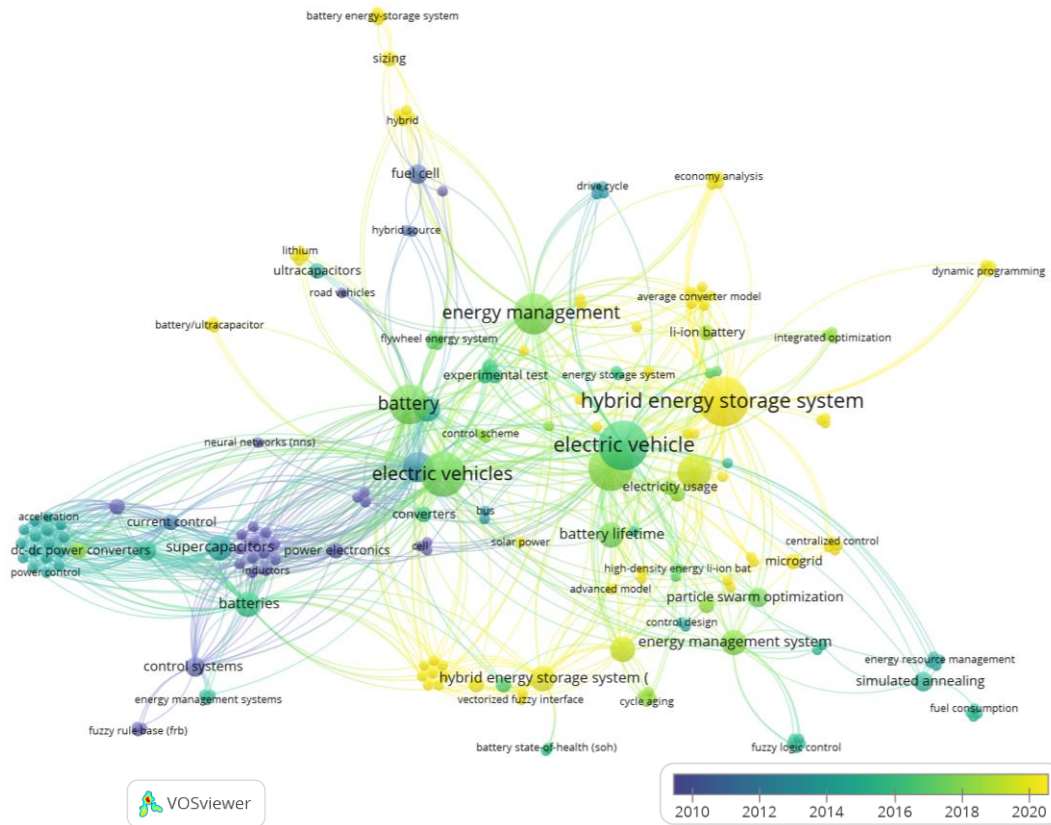 battery energy-storage system
sizing
hybrid
fuel cell
drive cycle
economy analysis
hybrid source
lithium
ultracapacitors
dynamic programming
road vehicles
average converter model
energy management
battery/ultracapacitor
li-ion battery
flywheel energy system
integrated optimization
experimental test
energy storage system
battery
hybrid energy storage system
control scheme
neural networks (nns)
electric vehicle
electric vehicles
electricity usage
acceleration
current control
converters
bus
battery lifetime
dc-dc power converters
supercapacitors
power electronics
cell
solar power
centralized control
microgrid
power control
inductors
high-density energy li-ion bat
advanced model
particle swarm optimization
batteries
control design
energy management system
control systems
energy resource management
hybrid energy storage system (
simulated annealing
energy management systems
vectorized fuzzy interface
cycle aging
fuel consumption
fuzzy rule base (frb)
battery state-of-health (soh)
fuzzy logic control
VOSviewer
2010 2012 2014 2016 2018 2020